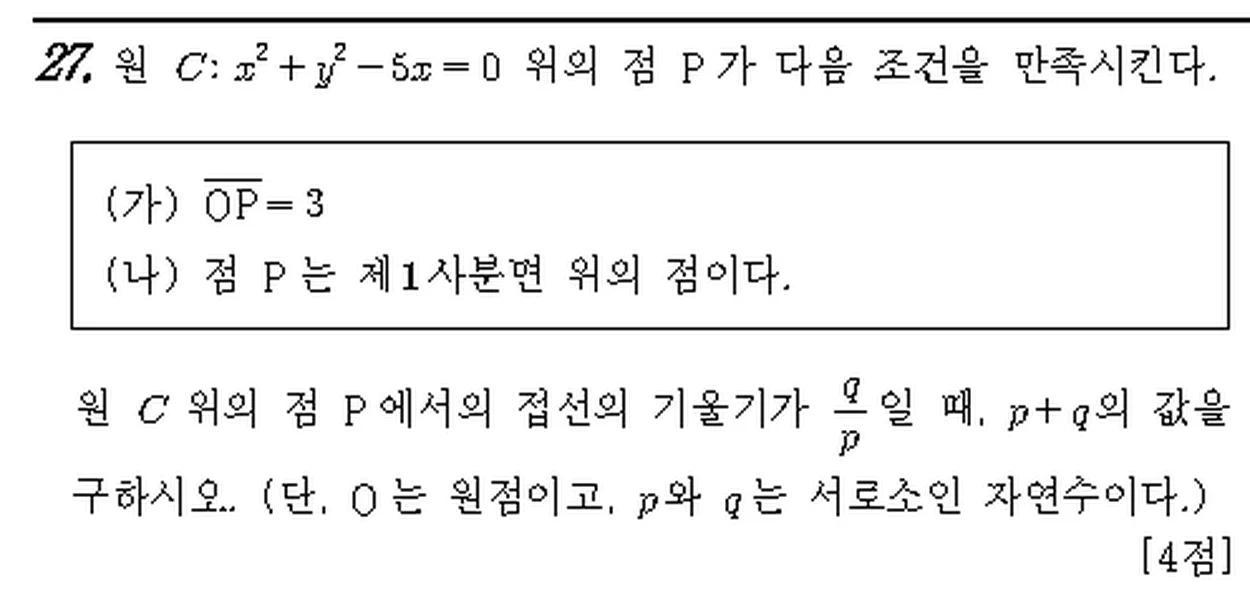 27. 원 C: x²+y²−5x=0 위의 점 P가 다음 조건을 만족시킨다.
(가) O͞P͞=3
(나) 점 P는 제1사분면 위의 점이다.
원 C 위의 점 P에서의 접선의 기울기가 q/p일 때, p+q의 값을
구하시오. (단, O는 원점이고, p와 q는 서로소인 자연수이다.)
[4점]